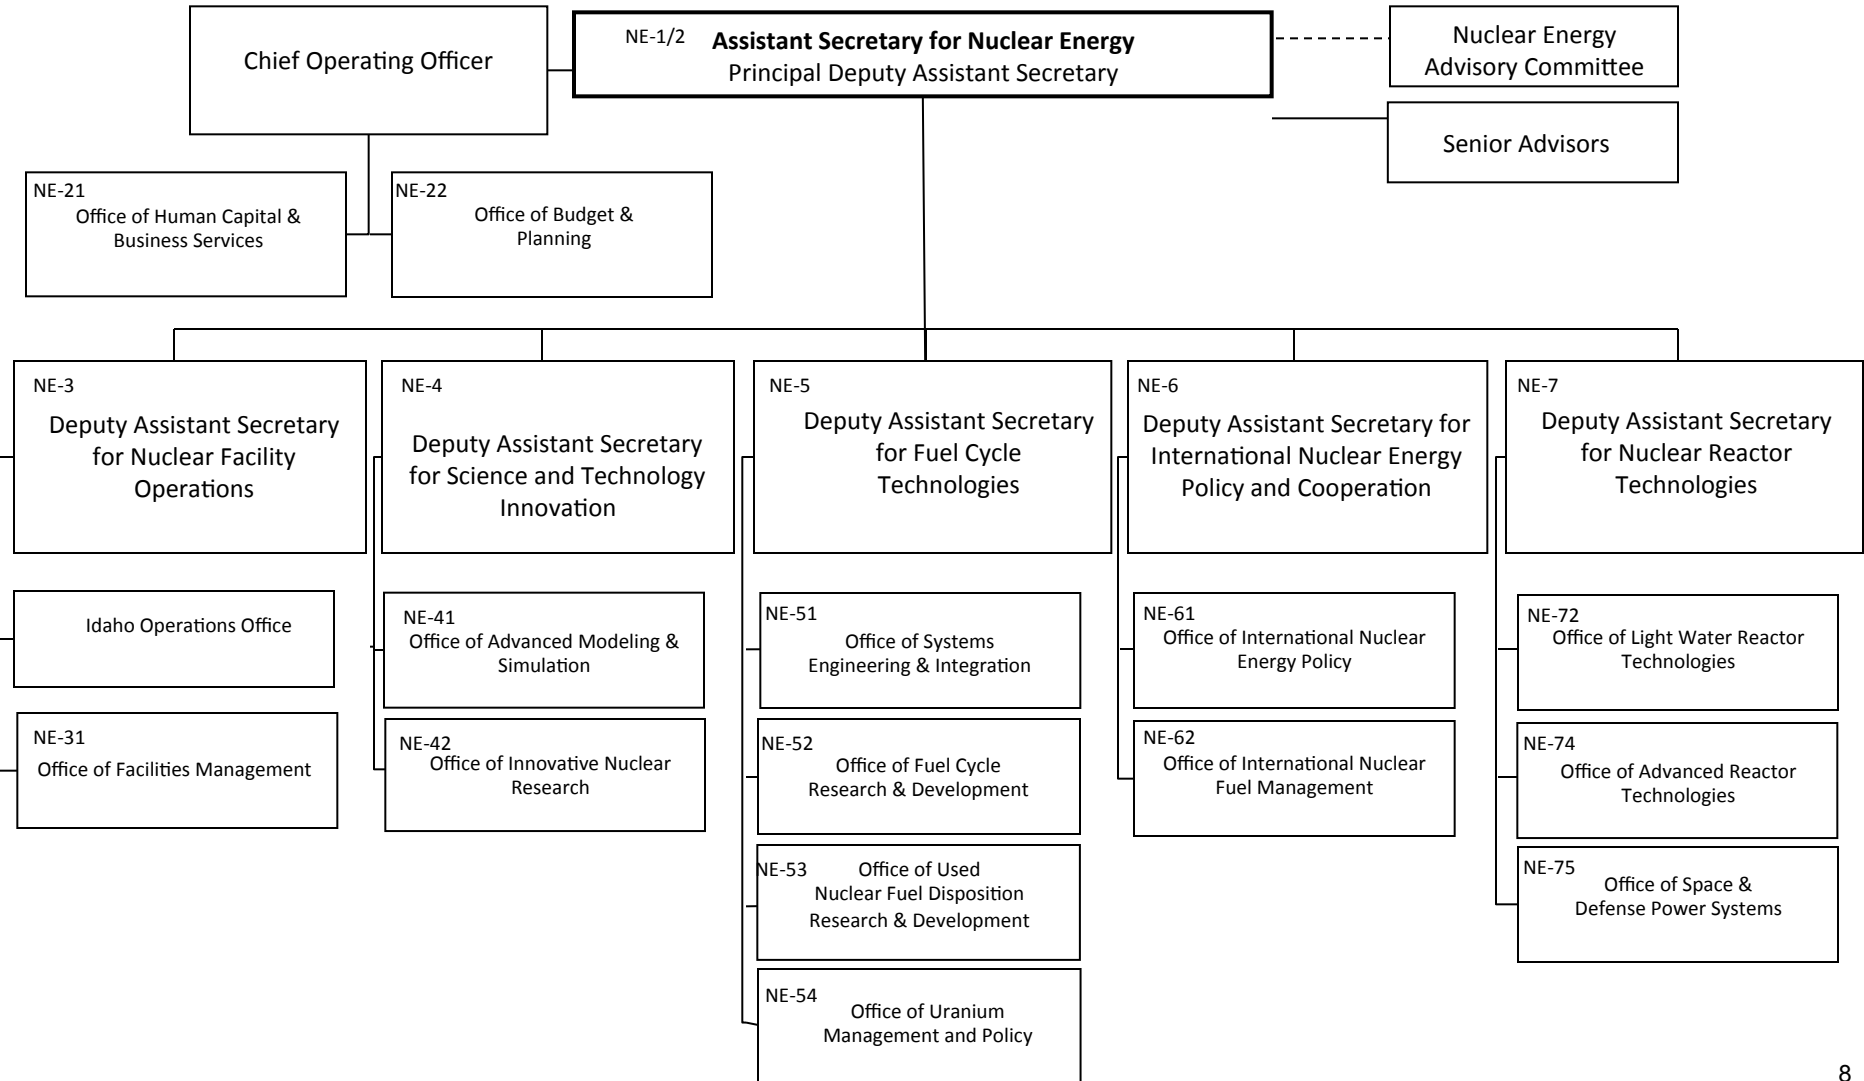 Chief Operating Officer
NE-1/2
Assistant Secretary for Nuclear Energy
Principal Deputy Assistant Secretary
Nuclear Energy
Advisory Committee
Senior Advisors
NE-21
Office of Human Capital &
Business Services
NE-22
Office of Budget &
Planning
NE-3
Deputy Assistant Secretary
for Nuclear Facility
Operations
NE-4
Deputy Assistant Secretary
for Science and Technology
Innovation
NE-5
Deputy Assistant Secretary
for Fuel Cycle
Technologies
NE-6
Deputy Assistant Secretary for
International Nuclear Energy
Policy and Cooperation
NE-7
Deputy Assistant Secretary
for Nuclear Reactor
Technologies
Idaho Operations Office
NE-31
Office of Facilities Management
NE-41
Office of Advanced Modeling &
Simulation
NE-42
Office of Innovative Nuclear
Research
NE-51
Office of Systems
Engineering & Integration
NE-52
Office of Fuel Cycle
Research & Development
NE-53
Office of Used
Nuclear Fuel Disposition
Research & Development
NE-54
Office of Uranium
Management and Policy
NE-61
Office of International Nuclear
Energy Policy
NE-62
Office of International Nuclear
Fuel Management
NE-72
Office of Light Water Reactor
Technologies
NE-74
Office of Advanced Reactor
Technologies
NE-75
Office of Space &
Defense Power Systems
8